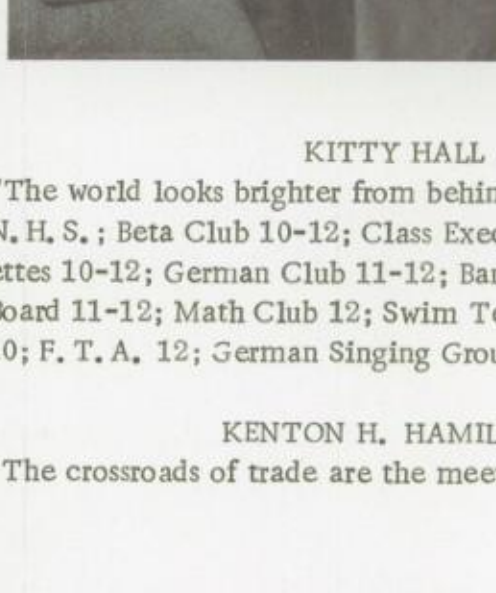 KITTY HALL
"The world looks brighter from behin
N. H. S. ; Beta Club 10-12; Class Exec
ettes 10-12; German Club 11-12; Ban
Board 11-12; Math Club 12; Swim Te
0; F. T. A. 12; German Singing Grou
KENTON H. HAMIL
The crossroads of trade are the mee